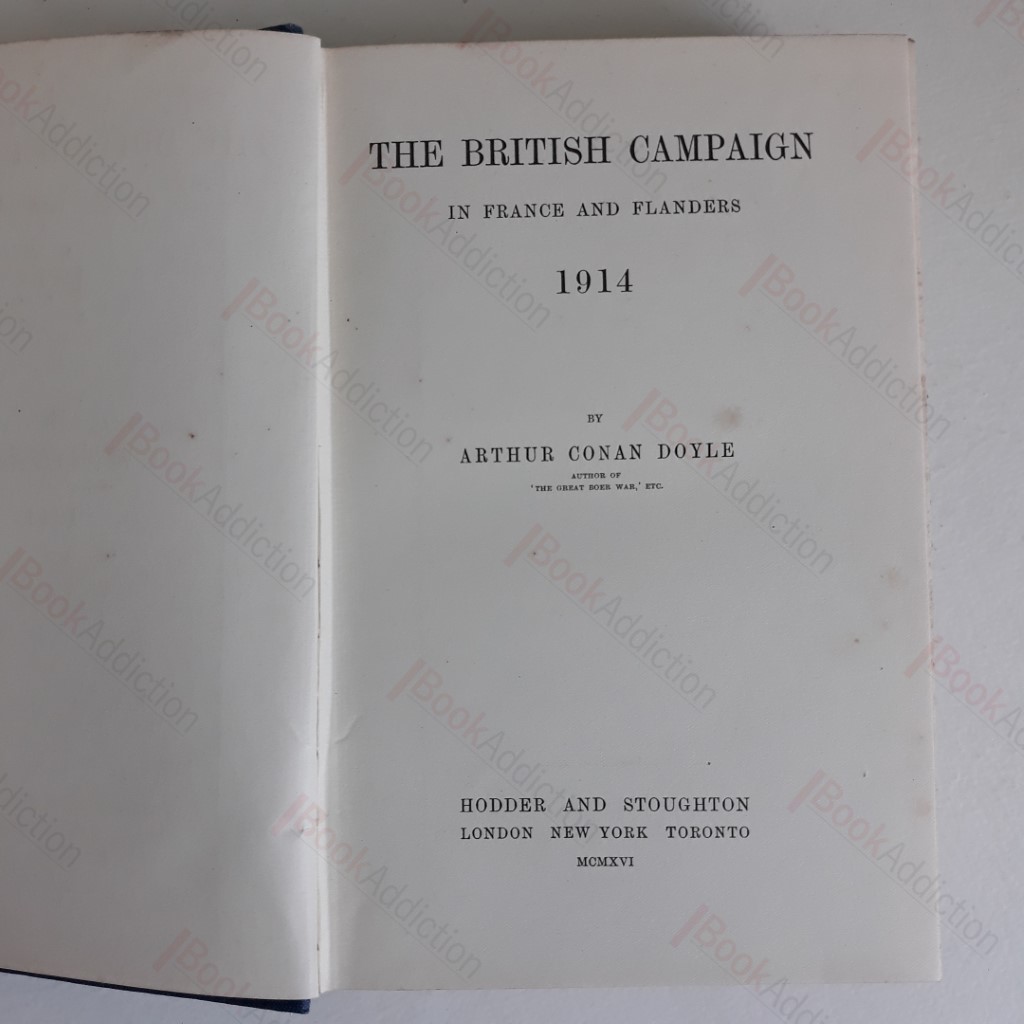 THE BRITISH CAMPAIGN
IN FRANCE AND FLANDERS
1914
BY
ARTHUR CONAN DOYLE
AUTHOR OF
'THE GREAT BOER WAR,' ETC.
HODDER AND STOUGHTON
LONDON NEW YORK TORONTO
MCMXVI
BookAddiction